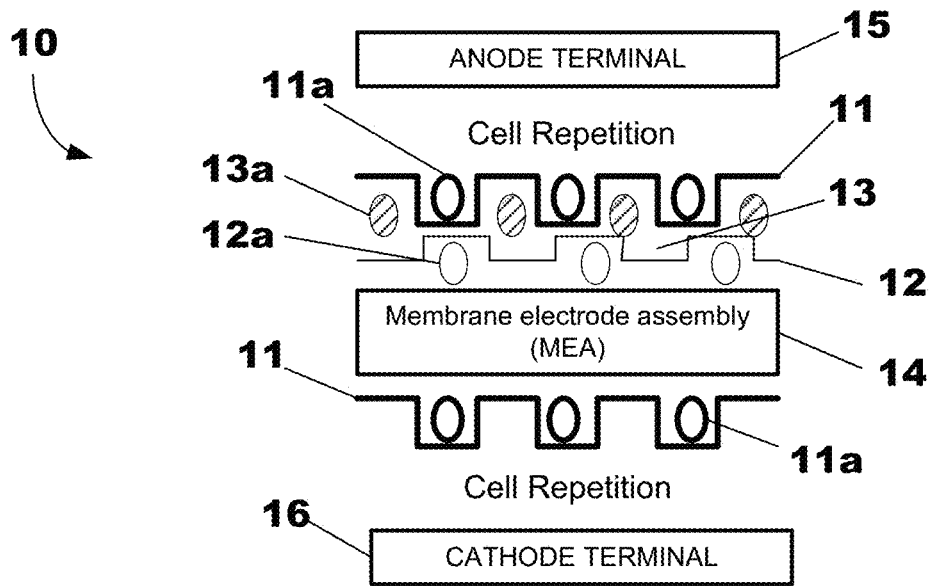 10
15
ANODE TERMINAL
11a
11
Cell Repetition
13a
13
12a
12
Membrane electrode assembly
(MEA)
14
11
11a
Cell Repetition
16
CATHODE TERMINAL